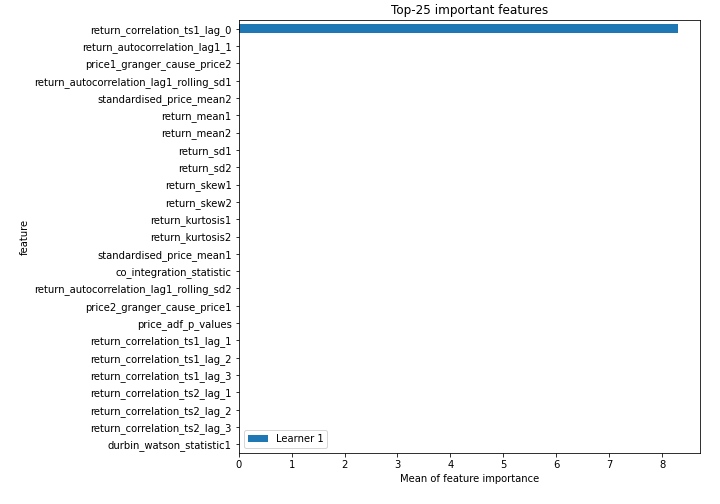 Top-25 important features
return_correlation_ts1_lag_0
return_autocorrelation_lag1_1
price1_granger_cause_price2
return_autocorrelation_lag1_rolling_sd1
standardised_price_mean2
return_mean1
return_mean2
return_sd1
return_sd2
return_skew1
return_skew2
return_kurtosis1
return_kurtosis2
standardised_price_mean1
co_integration_statistic
return_autocorrelation_lag1_rolling_sd2
price2_granger_cause_price1
price_adf_p_values
return_correlation_ts1_lag_1
return_correlation_ts1_lag_2
return_correlation_ts1_lag_3
return_correlation_ts2_lag_1
return_correlation_ts2_lag_2
return_correlation_ts2_lag_3
durbin_watson_statistic1
feature
Learner 1
0 1 2 3 4 5 6 7 8
Mean of feature importance